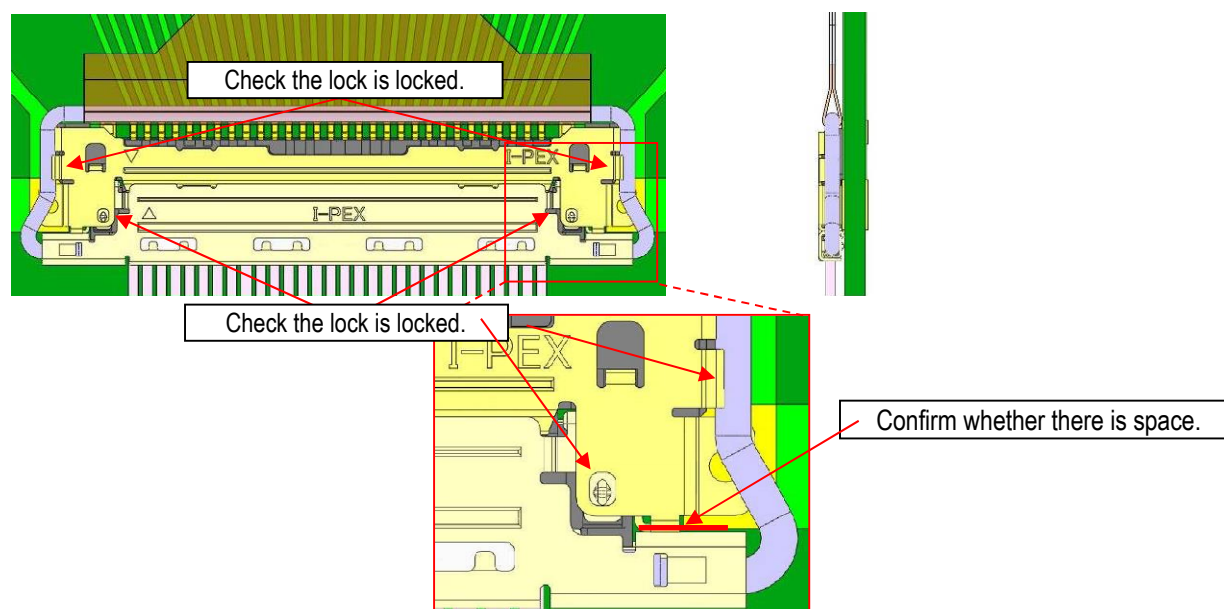 Check the lock is locked.
I-PEX
I-PEX
Check the lock is locked.
I-PEX
Confirm whether there is space.